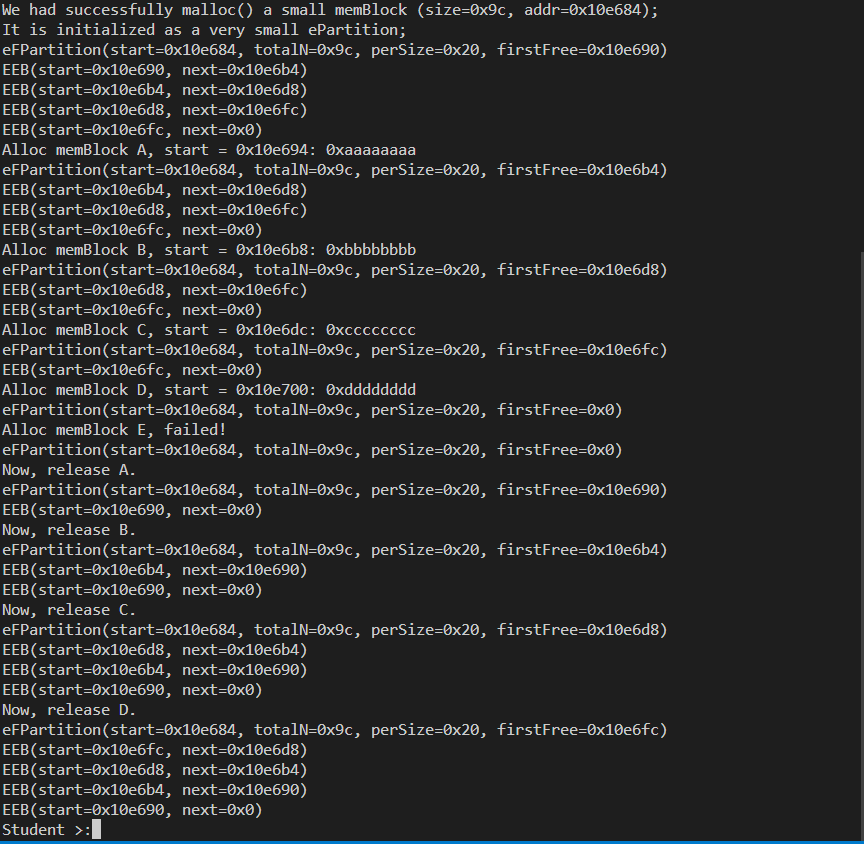 We had successfully malloc() a small memBlock (size=0x9c, addr=0x10e684);
It is initialized as a very small ePartition;
eFPartition(start=0x10e684, totalN=0x9c, perSize=0x20, firstFree=0x10e690)
EEB(start=0x10e690, next=0x10e6b4)
EEB(start=0x10e6b4, next=0x10e6d8)
EEB(start=0x10e6d8, next=0x10e6fc)
EEB(start=0x10e6fc, next=0x0)
Alloc memBlock A, start = 0x10e694: 0xaaaaaaaa
eFPartition(start=0x10e684, totalN=0x9c, perSize=0x20, firstFree=0x10e6b4)
EEB(start=0x10e6b4, next=0x10e6d8)
EEB(start=0x10e6d8, next=0x10e6fc)
EEB(start=0x10e6fc, next=0x0)
Alloc memBlock B, start = 0x10e6b8: 0xbbbbbbbb
eFPartition(start=0x10e684, totalN=0x9c, perSize=0x20, firstFree=0x10e6d8)
EEB(start=0x10e6d8, next=0x10e6fc)
EEB(start=0x10e6fc, next=0x0)
Alloc memBlock C, start = 0x10e6dc: 0xcccccccc
eFPartition(start=0x10e684, totalN=0x9c, perSize=0x20, firstFree=0x10e6fc)
EEB(start=0x10e6fc, next=0x0)
Alloc memBlock D, start = 0x10e700: 0xdddddddd
eFPartition(start=0x10e684, totalN=0x9c, perSize=0x20, firstFree=0x0)
Alloc memBlock E, failed!
eFPartition(start=0x10e684, totalN=0x9c, perSize=0x20, firstFree=0x0)
Now, release A.
eFPartition(start=0x10e684, totalN=0x9c, perSize=0x20, firstFree=0x10e690)
EEB(start=0x10e690, next=0x0)
Now, release B.
eFPartition(start=0x10e684, totalN=0x9c, perSize=0x20, firstFree=0x10e6b4)
EEB(start=0x10e6b4, next=0x10e690)
EEB(start=0x10e690, next=0x0)
Now, release C.
eFPartition(start=0x10e684, totalN=0x9c, perSize=0x20, firstFree=0x10e6d8)
EEB(start=0x10e6d8, next=0x10e6b4)
EEB(start=0x10e6b4, next=0x10e690)
EEB(start=0x10e690, next=0x0)
Now, release D.
eFPartition(start=0x10e684, totalN=0x9c, perSize=0x20, firstFree=0x10e6fc)
EEB(start=0x10e6fc, next=0x10e6d8)
EEB(start=0x10e6d8, next=0x10e6b4)
EEB(start=0x10e6b4, next=0x10e690)
EEB(start=0x10e690, next=0x0)
Student >: